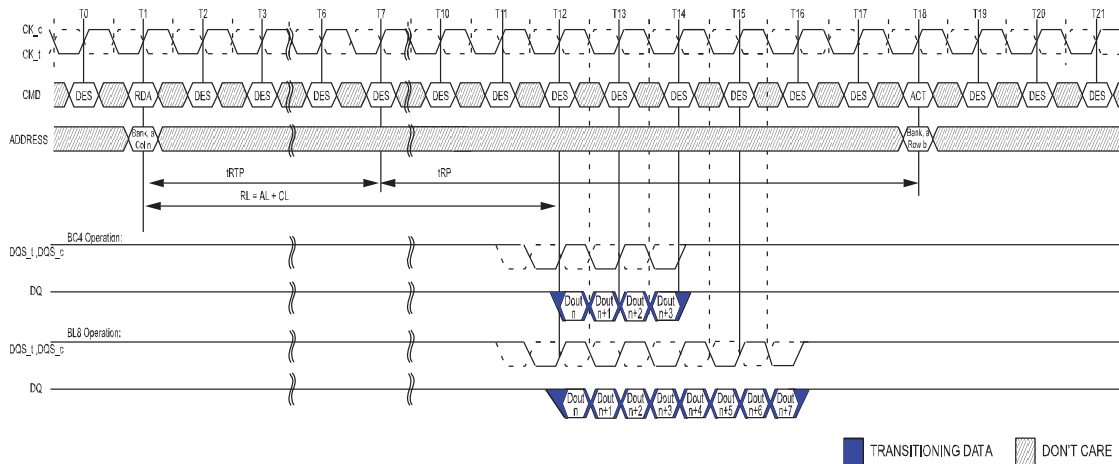 T0 T1 T2 T3 T6 T7 T10 T11 T12 T13 T14 T15 T16 T17 T18 T19 T20 T21
CK_c
CK_t
CMD DES RDA DES DES DES DES DES DES DES DES DES DES DES DES ACT DES DES DES
ADDRESS Bank, a Col n Bank, a Row b
tRTP tRP
RL = AL + CL
BC4 Operation:
DQS_t ,DQS_c
DQ Dout n Dout n+1 Dout n+2 Dout n+3
BL8 Operation:
DQS_t ,DQS_c
DQ Dout n Dout n+1 Dout n+2 Dout n+3 Dout n+4 Dout n+5 Dout n+6 Dout n+7
TRANSITIONING DATA DON'T CARE